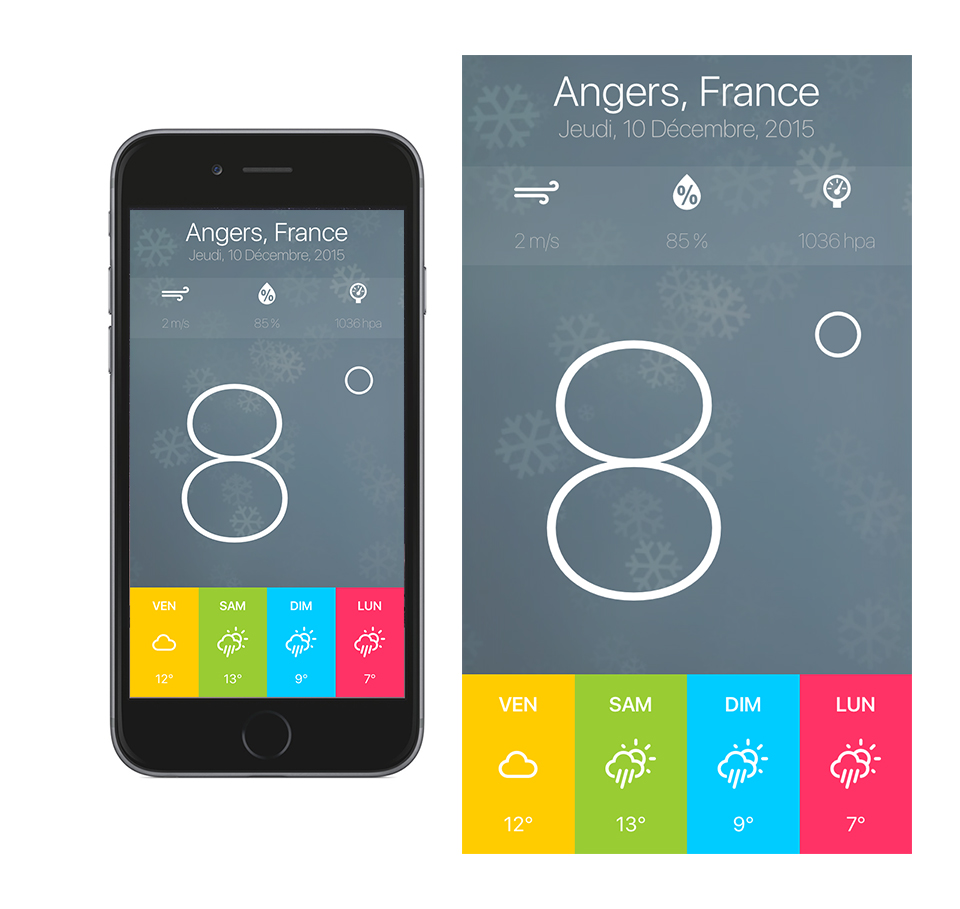 Angers, France
Jeudi, 10 Décembre, 2015
%
2 m/s 85 % 1036 hpa
8°
VEN SAM DIM LUN
12° 13° 9° 7°
Angers, France
Jeudi, 10 Décembre, 2015
%
2 m/s 85 % 1036 hpa
8°
VEN SAM DIM LUN
12° 13° 9° 7°